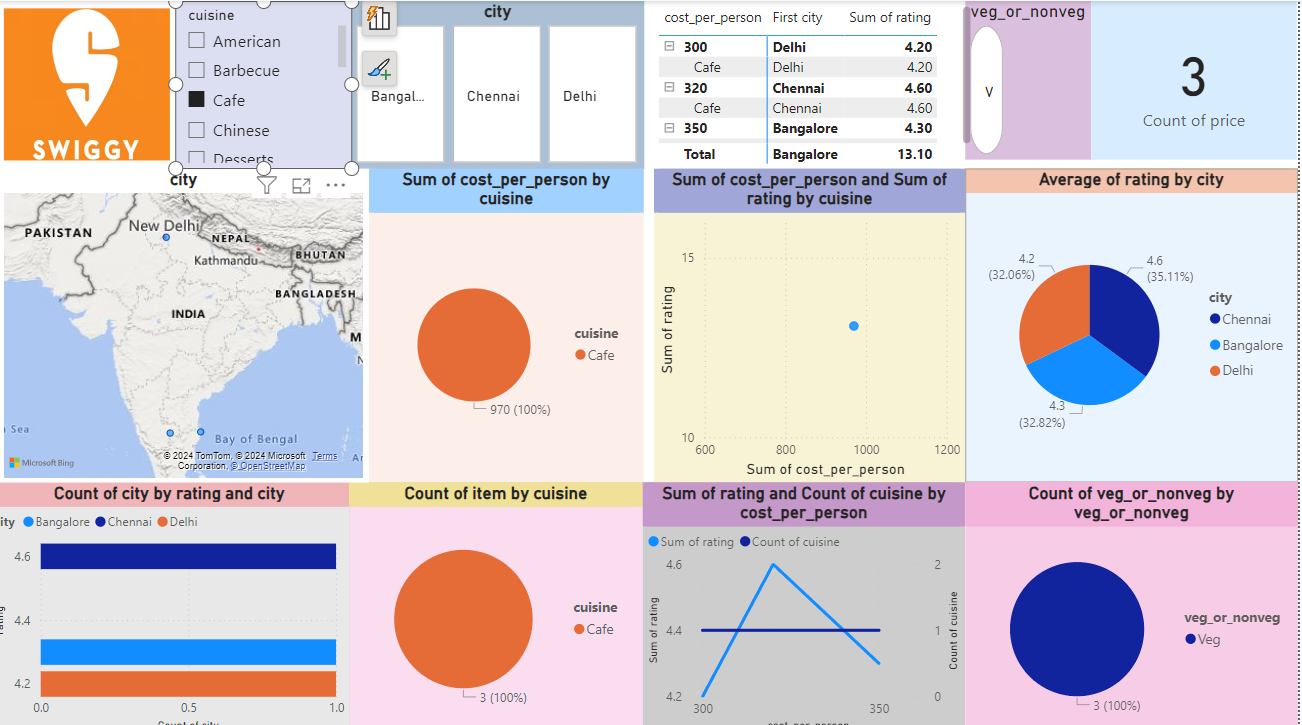 SWIGGY
cuisine
American
Barbecue
Cafe
Chinese
Desserts
city
Bangal...
Chennai
Delhi
cost_per_person First city Sum of rating
300 Delhi 4.20
Cafe Delhi 4.20
320 Chennai 4.60
Cafe Chennai 4.60
350 Bangalore 4.30
Total Bangalore 13.10
veg_or_nonveg
V
3
Count of price
city
PAKISTAN
New Delhi
NEPAL
Kathmandu
BHUTAN
BANGLADESH
INDIA
M
Sea
Bay of Bengal
Ar
Microsoft Bing
© 2024 TomTom, © 2024 Microsoft Terms
Corporation, © OpenStreetMap
Sum of cost_per_person by
cuisine
cuisine
Cafe
970 (100%)
Sum of cost_per_person and Sum of
rating by cuisine
Sum of rating
15
10
600 800 1000 1200
Sum of cost_per_person
Average of rating by city
4.2
(32.06%)
4.6
(35.11%)
4.3
(32.82%)
city
Chennai
Bangalore
Delhi
Count of city by rating and city
ity Bangalore Chennai Delhi
rating
4.6
4.4
4.2
0.0 0.5 1.0
Count of city
Count of item by cuisine
cuisine
Cafe
3 (100%)
Sum of rating and Count of cuisine by
cost_per_person
Sum of rating Count of cuisine
Sum of rating
4.6
4.4
4.2
2
1
0
Count of cuisine
300 350
cost_per_person
Count of veg_or_nonveg by
veg_or_nonveg
veg_or_nonveg
Veg
3 (100%)